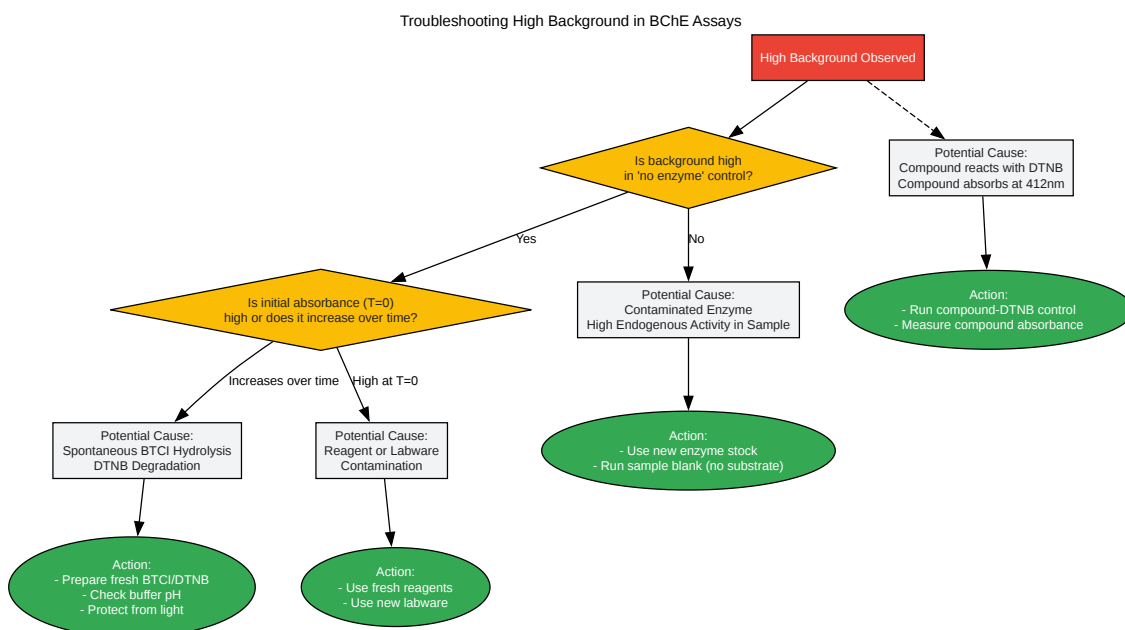 Troubleshooting High Background in BChE Assays
High Background Observed
Is background high
in 'no enzyme' control?
Potential Cause:
Compound reacts with DTNB
Compound absorbs at 412nm
Yes
No
Is initial absorbance (T=0)
high or does it increase over time?
Potential Cause:
Contaminated Enzyme
High Endogenous Activity in Sample
Action:
- Run compound-DTNB control
- Measure compound absorbance
Increases over time
High at T=0
Potential Cause:
Spontaneous BTCI Hydrolysis
DTNB Degradation
Potential Cause:
Reagent or Labware
Contamination
Action:
- Use new enzyme stock
- Run sample blank (no substrate)
Action:
- Prepare fresh BTCI/DTNB
- Check buffer pH
- Protect from light
Action:
- Use fresh reagents
- Use new labware